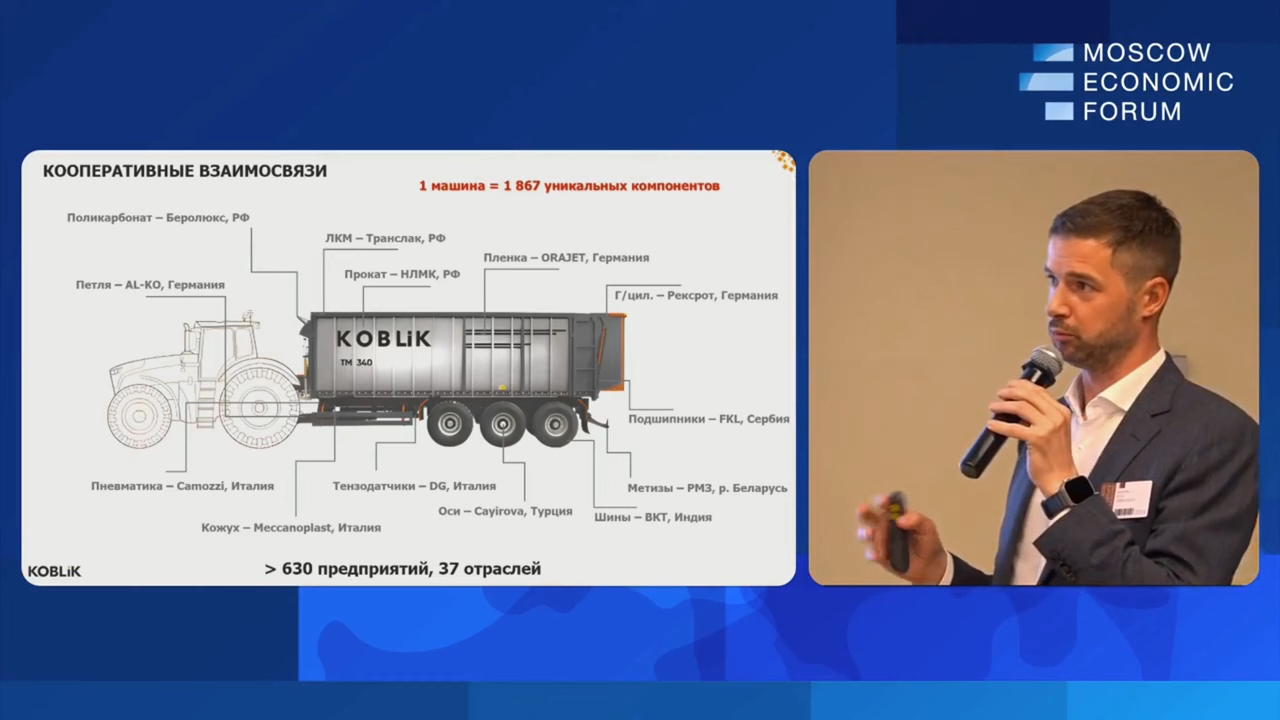 MOSCOW
ECONOMIC
FORUM
КООПЕРАТИВНЫЕ ВЗАИМОСВЯЗИ
1 машина = 1 867 уникальных компонентов
Поликарбонат – Беролюкс, РФ
ЛКМ – Транслак, РФ
Пленка – ORAJET, Германия
Прокат – НЛМК, РФ
Петля – AL-KO, Германия
Г/цил. – Рексрот, Германия
KOBLiK
ТМ 340
Подшипники – FKL, Сербия
Пневматика – Camozzi, Италия
Тензодатчики – DG, Италия
Метизы – РМЗ, р. Беларусь
Оси – Cayirova, Турция
Шины – ВКТ, Индия
Кожух – Meccanoplast, Италия
> 630 предприятий, 37 отраслей
KOBLiK